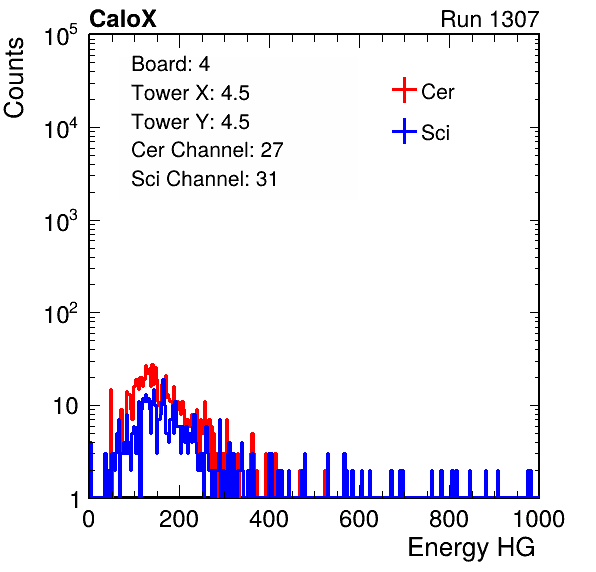 CaloX Run 1307
Counts
Board: 4
Tower X: 4.5
Tower Y: 4.5
Cer Channel: 27
Sci Channel: 31
Cer
Sci
10^5
10^4
10^3
10^2
10
1
0 200 400 600 800 1000
Energy HG